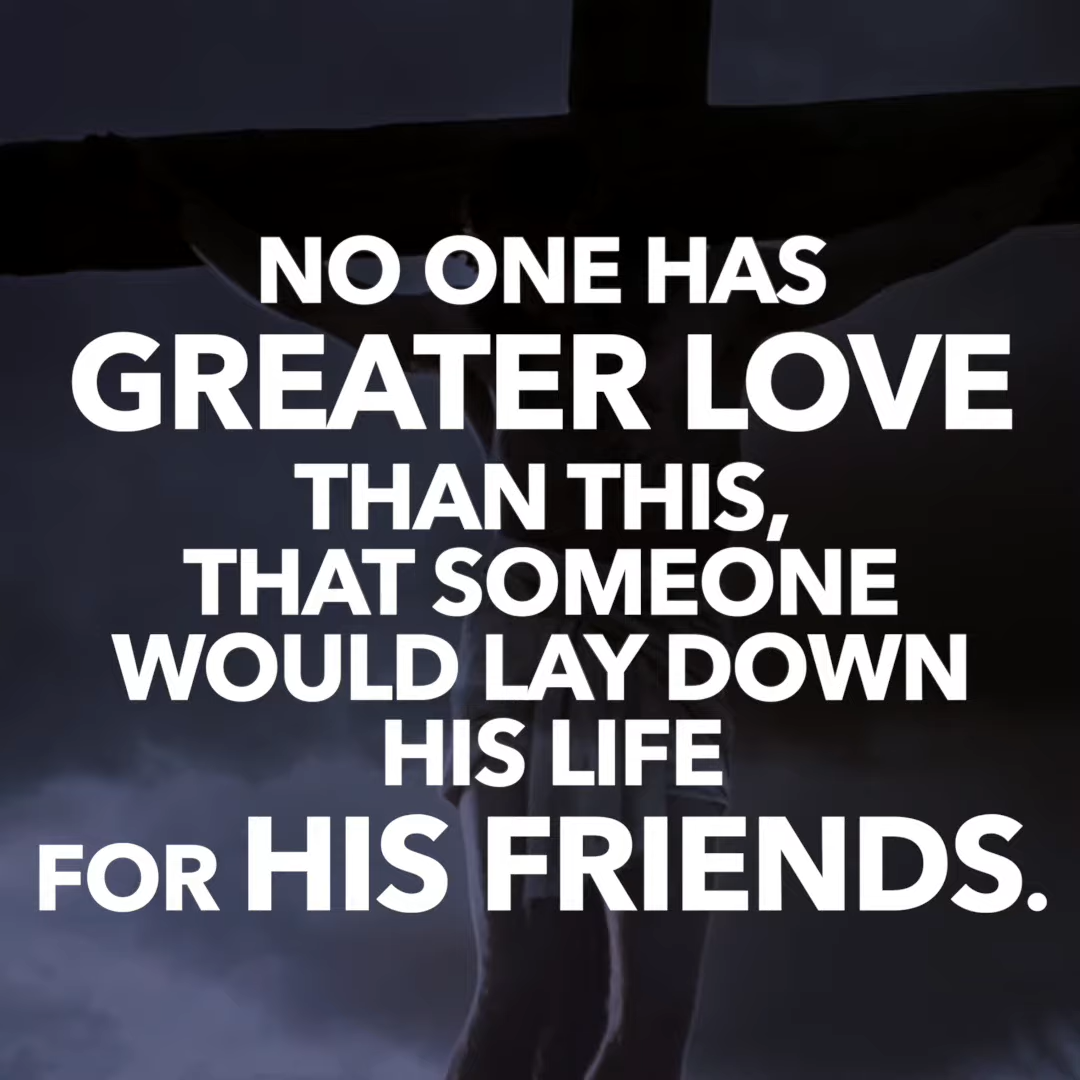 NO ONE HAS
GREATER LOVE
THAN THIS,
THAT SOMEONE
WOULD LAY DOWN
HIS LIFE
FOR HIS FRIENDS.